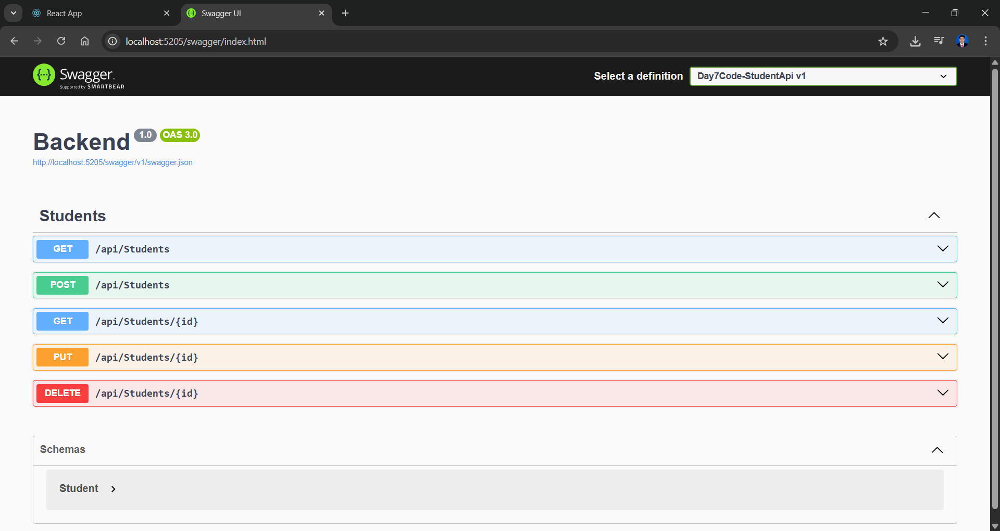 React App
Swagger UI
localhost:5205/swagger/index.html
Swagger
Supported by SMARTBEAR
Select a definition
Day7Code-StudentApi v1
Backend 1.0 OAS 3.0
http://localhost:5205/swagger/v1/swagger.json
Students
GET /api/Students
POST /api/Students
GET /api/Students/{id}
PUT /api/Students/{id}
DELETE /api/Students/{id}
Schemas
Student